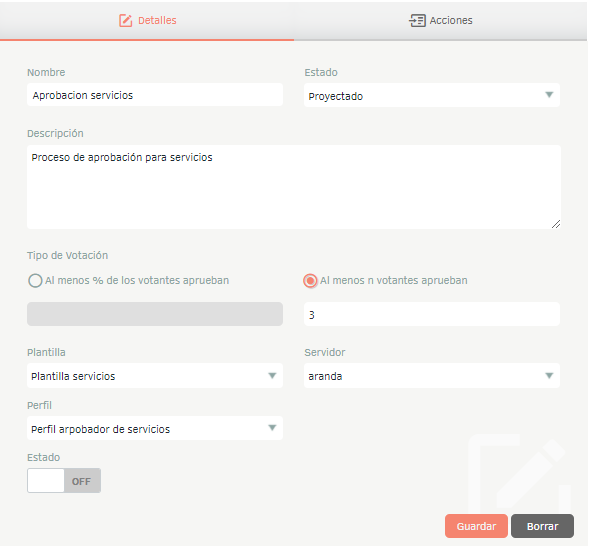 Detalles
Acciones
Nombre
Estado
Aprobacion servicios
Proyectado
Descripción
Proceso de aprobación para servicios
Tipo de Votación
Al menos % de los votantes aprueban
Al menos n votantes aprueban
3
Plantilla
Servidor
Plantilla servicios
aranda
Perfil
Perfil arpobador de servicios
Estado
OFF
Guardar
Borrar